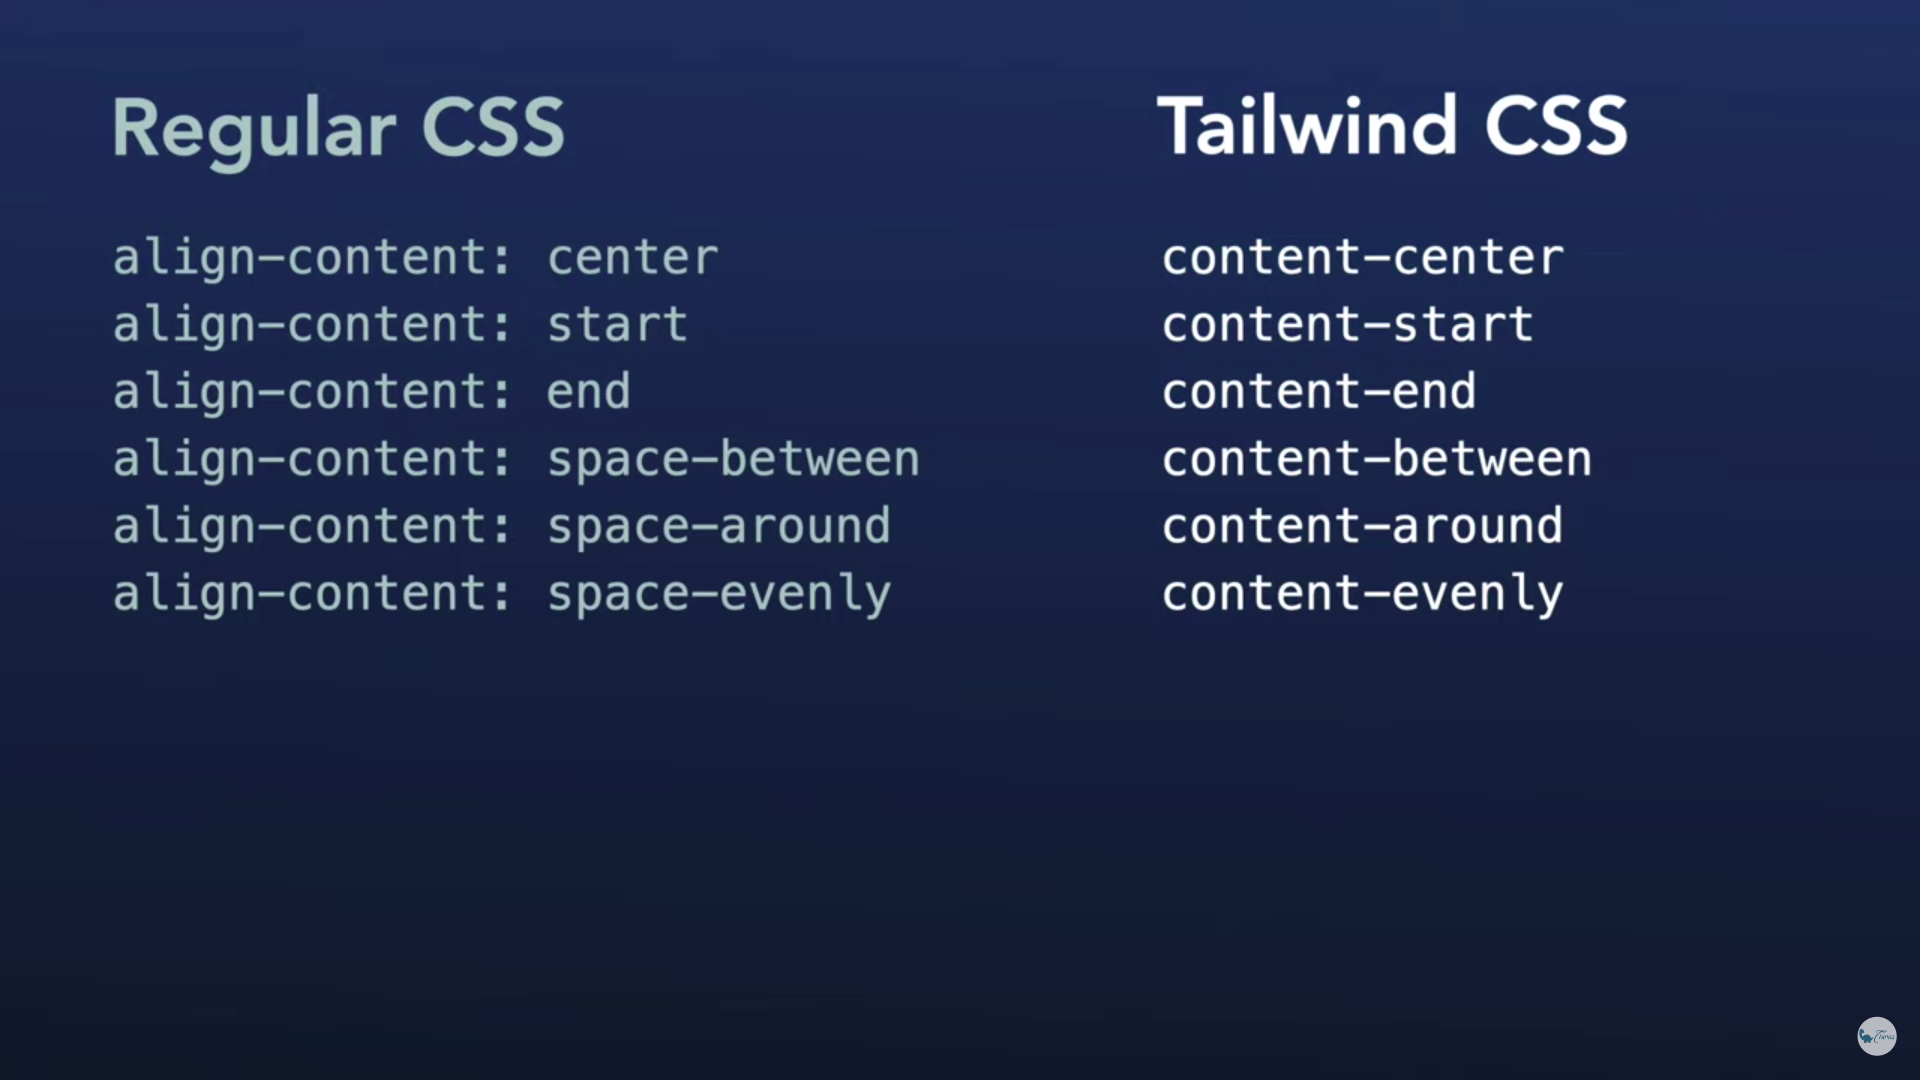 Regular CSS
Tailwind CSS
align-content: center
content-center
align-content: start
content-start
align-content: end
content-end
align-content: space-between
content-between
align-content: space-around
content-around
align-content: space-evenly
content-evenly